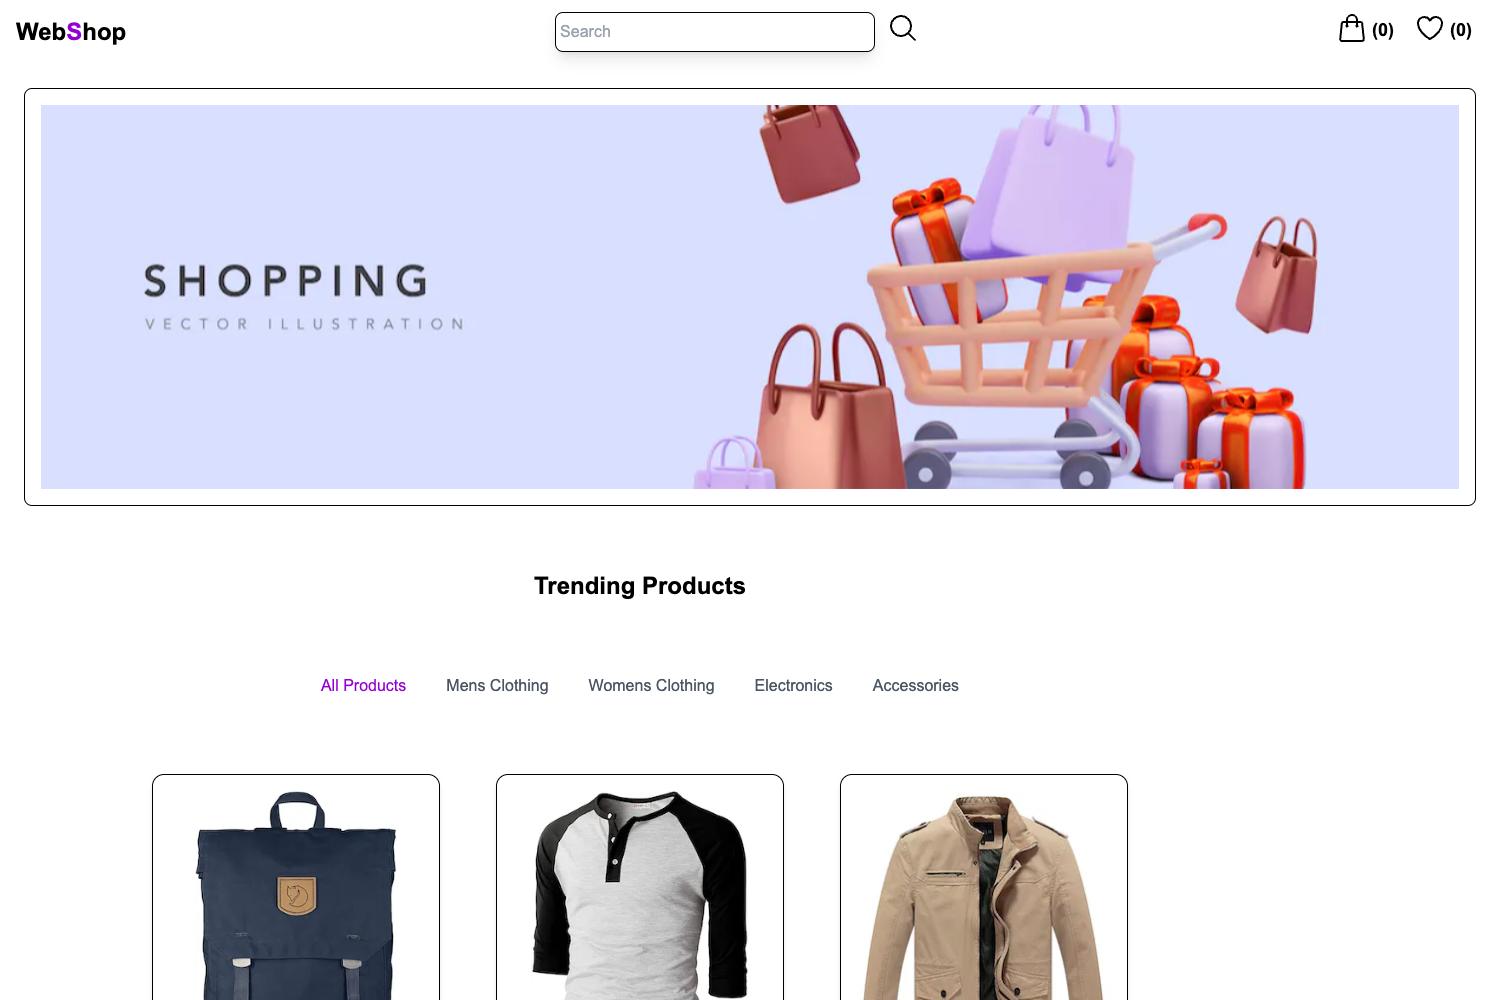 WebShop
Search
(0)
(0)
SHOPPING
VECTOR ILLUSTRATION
Trending Products
All Products
Mens Clothing
Womens Clothing
Electronics
Accessories